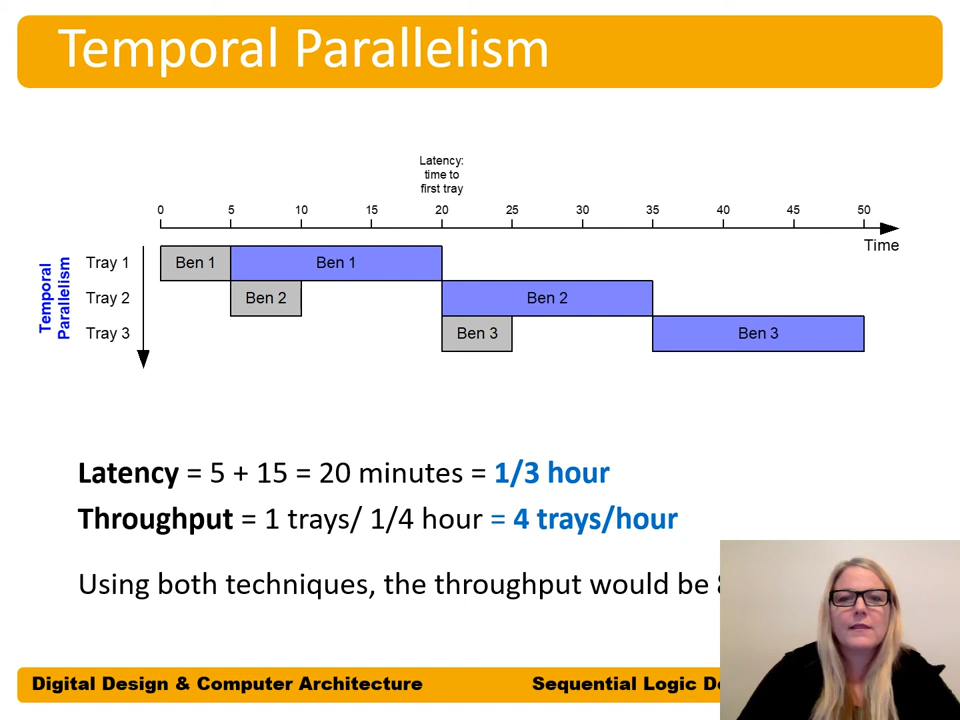 Temporal Parallelism
Latency:
time to
first tray
0 5 10 15 20 25 30 35 40 45 50
Time
Temporal
Parallelism
Tray 1 Ben 1 Ben 1
Tray 2 Ben 2 Ben 2
Tray 3 Ben 3 Ben 3
Latency = 5 + 15 = 20 minutes = 1/3 hour
Throughput = 1 trays/ 1/4 hour = 4 trays/hour
Using both techniques, the throughput would be
Digital Design & Computer Architecture
Sequential Logic